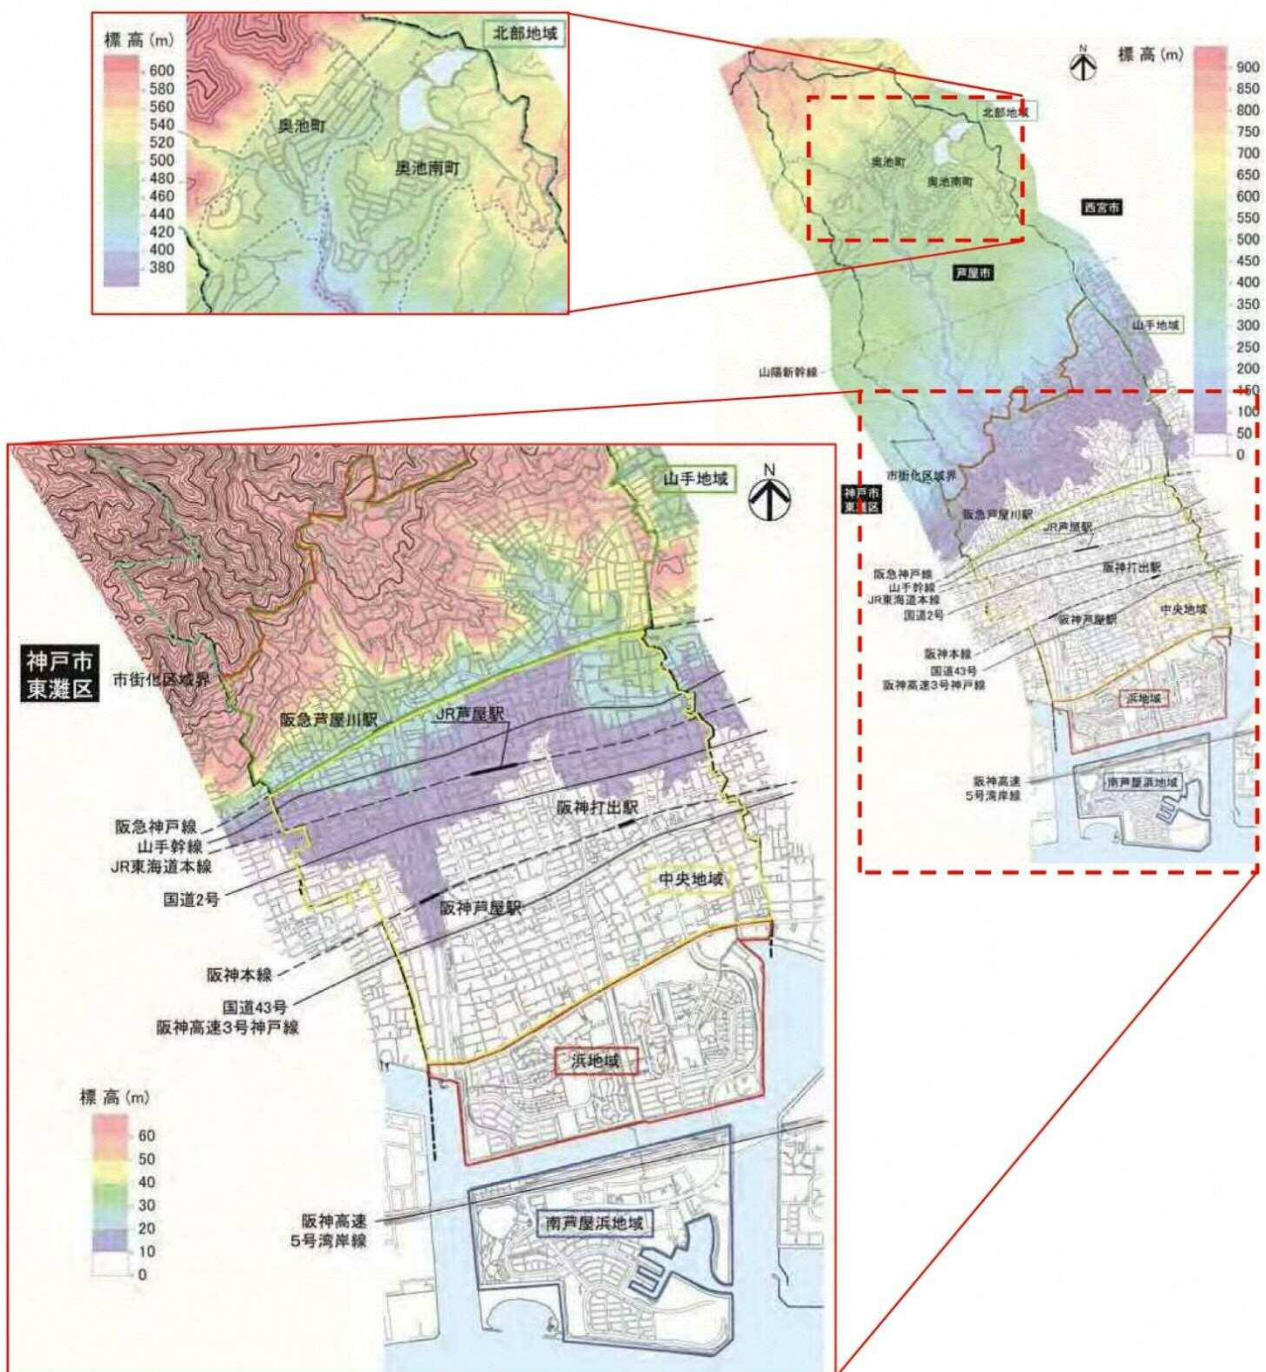 標 高 (m)
600
580
560
540
520
500
480
460
440
420
400
380
北部地域
奥池町
奥池南町
N
標 高 (m)
900
850
800
750
700
650
600
550
500
450
400
350
300
250
200
150
100
50
0
北部地域
奥池町
奥池南町
西宮市
芦屋市
山手地域
山陽新幹線
市街化区域界
神戸市
東灘区
阪急芦屋川駅
JR芦屋駅
阪神打出駅
阪急神戸線
山手幹線
JR東海道本線
国道2号
中央地域
阪神芦屋駅
阪神本線
国道43号
阪神高速3号神戸線
浜地域
阪神高速
5号湾岸線
南芦屋浜地域
山手地域
N
神戸市
東灘区
市街化区域界
阪急芦屋川駅
JR芦屋駅
阪神打出駅
阪急神戸線
山手幹線
JR東海道本線
国道2号
中央地域
阪神芦屋駅
阪神本線
国道43号
阪神高速3号神戸線
浜地域
標 高 (m)
60
50
40
30
20
10
0
阪神高速
5号湾岸線
南芦屋浜地域